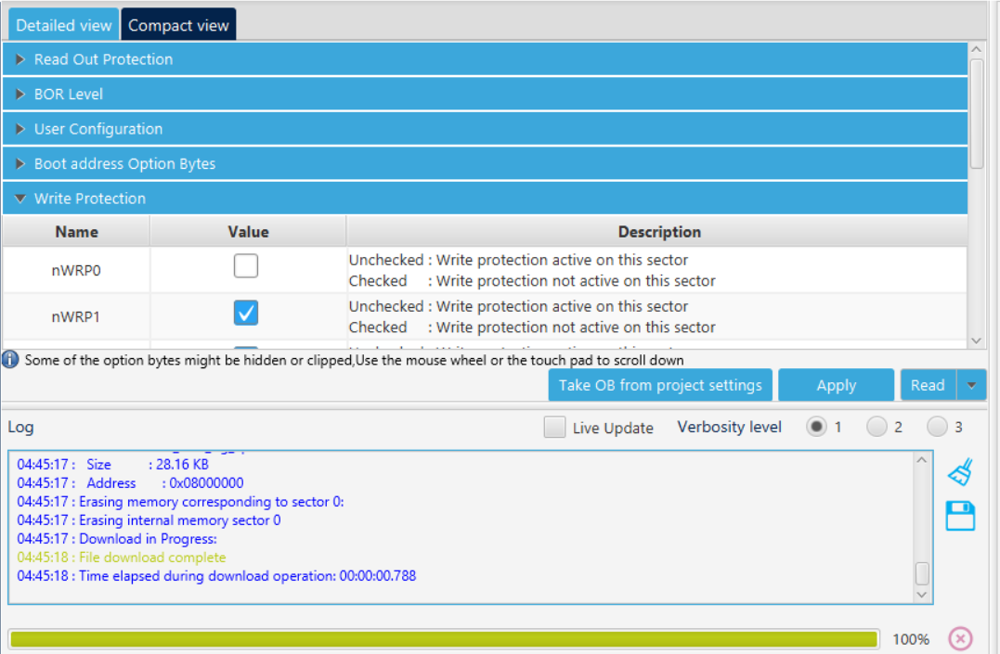 Detailed view Compact view
Read Out Protection
BOR Level
User Configuration
Boot address Option Bytes
Write Protection
Name Value Description
nWRP0
Unchecked : Write protection active on this sector
Checked : Write protection not active on this sector
nWRP1
Unchecked : Write protection active on this sector
Checked : Write protection not active on this sector
Some of the option bytes might be hidden or clipped,Use the mouse wheel or the touch pad to scroll down
Take OB from project settings Apply Read
Log Live Update Verbosity level 1 2 3
04:45:17 : Size : 28.16 KB
04:45:17 : Address : 0x08000000
04:45:17 : Erasing memory corresponding to sector 0:
04:45:17 : Erasing internal memory sector 0
04:45:17 : Download in Progress:
04:45:18 : File download complete
04:45:18 : Time elapsed during download operation: 00:00:00.788
100%